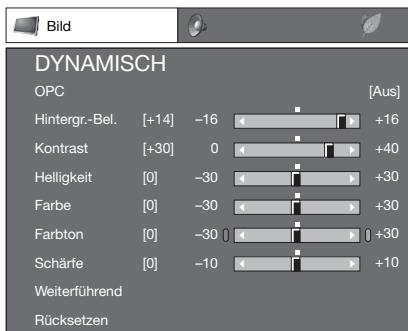 Bild
DYNAMISCH
OPC [Aus]
Hintergr.-Bel. [+14] –16 +16
Kontrast [+30] 0 +40
Helligkeit [0] –30 +30
Farbe [0] –30 +30
Farbton [0] –30 +30
Schärfe [0] –10 +10
Weiterführend
Rücksetzen